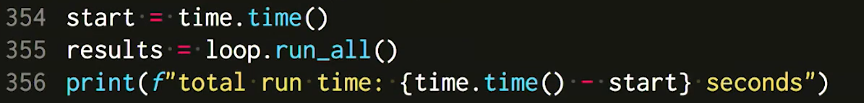 354 start = time.time()
355 results = loop.run_all()
356 print(f"total run time: {time.time() - start} seconds")